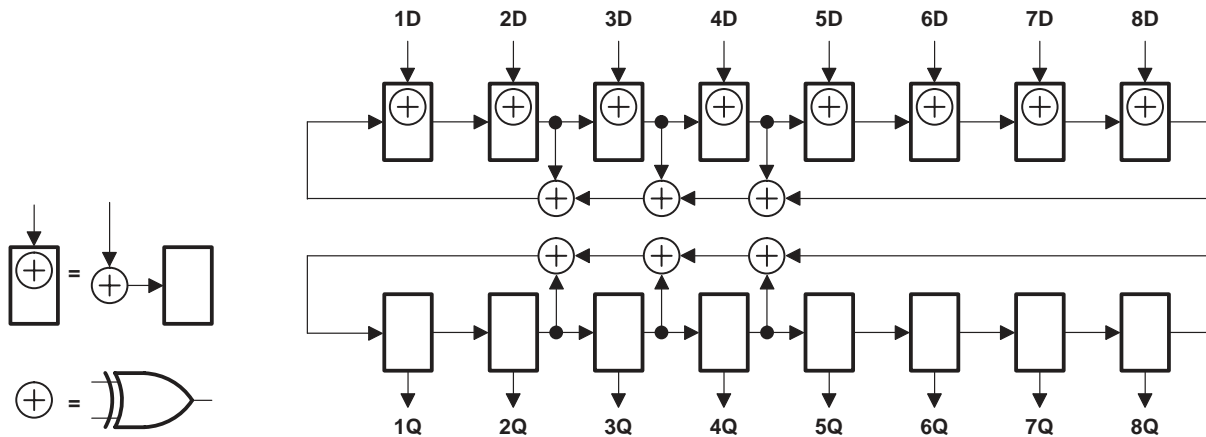 1D 2D 3D 4D 5D 6D 7D 8D
=
=
1Q 2Q 3Q 4Q 5Q 6Q 7Q 8Q